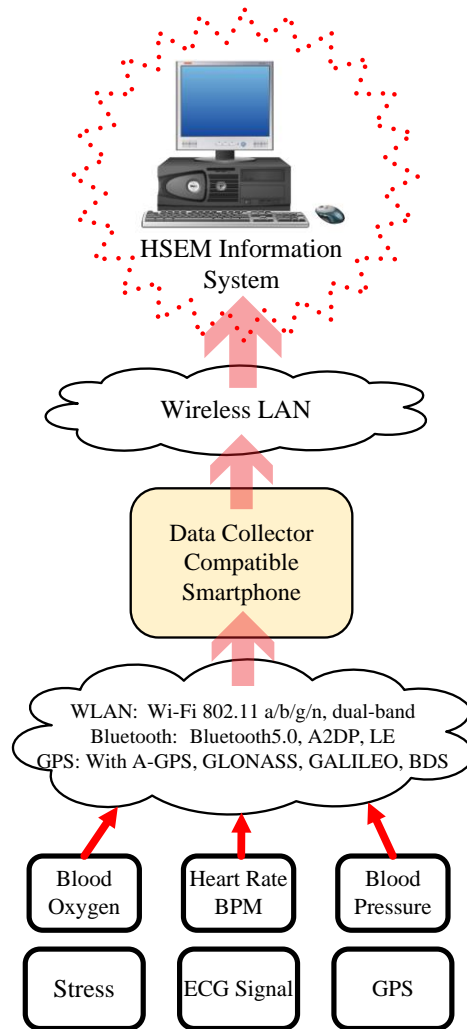 HSEM Information
System
Wireless LAN
Data Collector
Compatible
Smartphone
WLAN: Wi-Fi 802.11 a/b/g/n, dual-band
Bluetooth: Bluetooth5.0, A2DP, LE
GPS: With A-GPS, GLONASS, GALILEO, BDS
Blood
Oxygen
Heart Rate
BPM
Blood
Pressure
Stress
ECG Signal
GPS